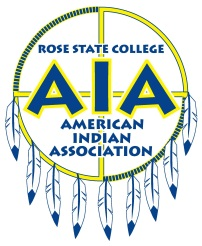 ROSE STATE COLLEGE
AIA
AMERICAN
INDIAN
ASSOCIATION